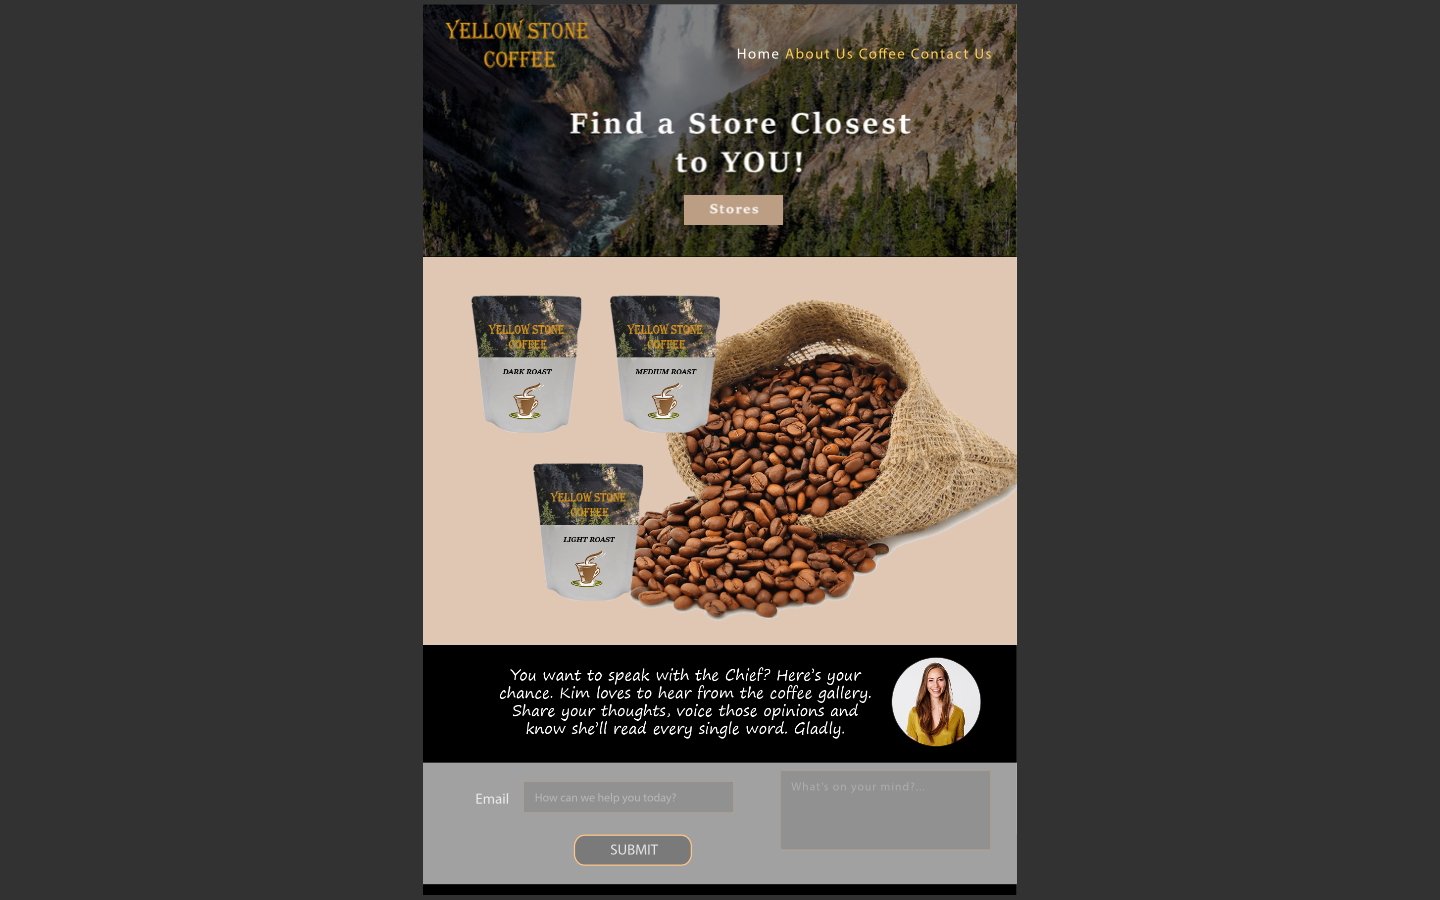 YELLOW STONE
COFFEE
Home About Us Coffee Contact Us
Find a Store Closest
to YOU!
Stores
YELLOW STONE
COFFEE
DARK ROAST
YELLOW STONE
COFFEE
MEDIUM ROAST
YELLOW STONE
COFFEE
LIGHT ROAST
You want to speak with the Chief? Here's your
chance. Kim loves to hear from the coffee gallery.
Share your thoughts, voice those opinions and
know she'll read every single word. Gladly.
Email
How can we help you today?
What's on your mind?...
SUBMIT